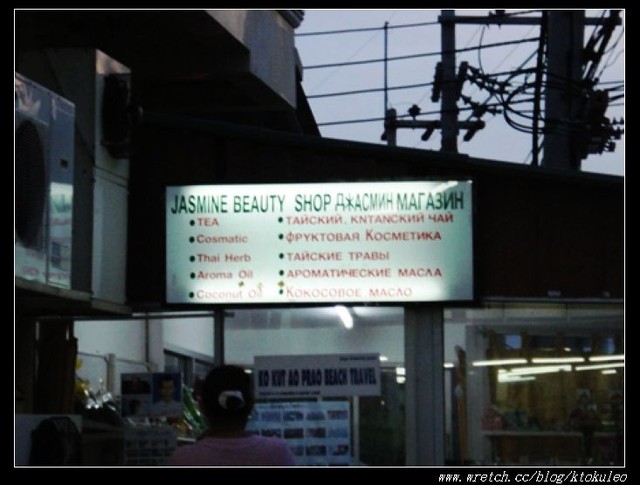 JASMINE BEAUTY SHOP ДЖАСМИН МАГАЗИН
• TEA • ТАЙСКИЙ. KNTANСКИЙ ЧАЙ
• Cosmatic • ФРУКТОВАЯ КОСМЕТИКА
• Thai Herb • ТАЙСКИЕ ТРАВЫ
• Aroma Oil • АРОМАТИЧЕСКИЕ МАСЛА
• Coconut Oil • КОКОСОВОЕ МАСЛО
KO KUT AO PRAO BEACH TRAVEL
www.wretch.cc/blog/ktokuleo